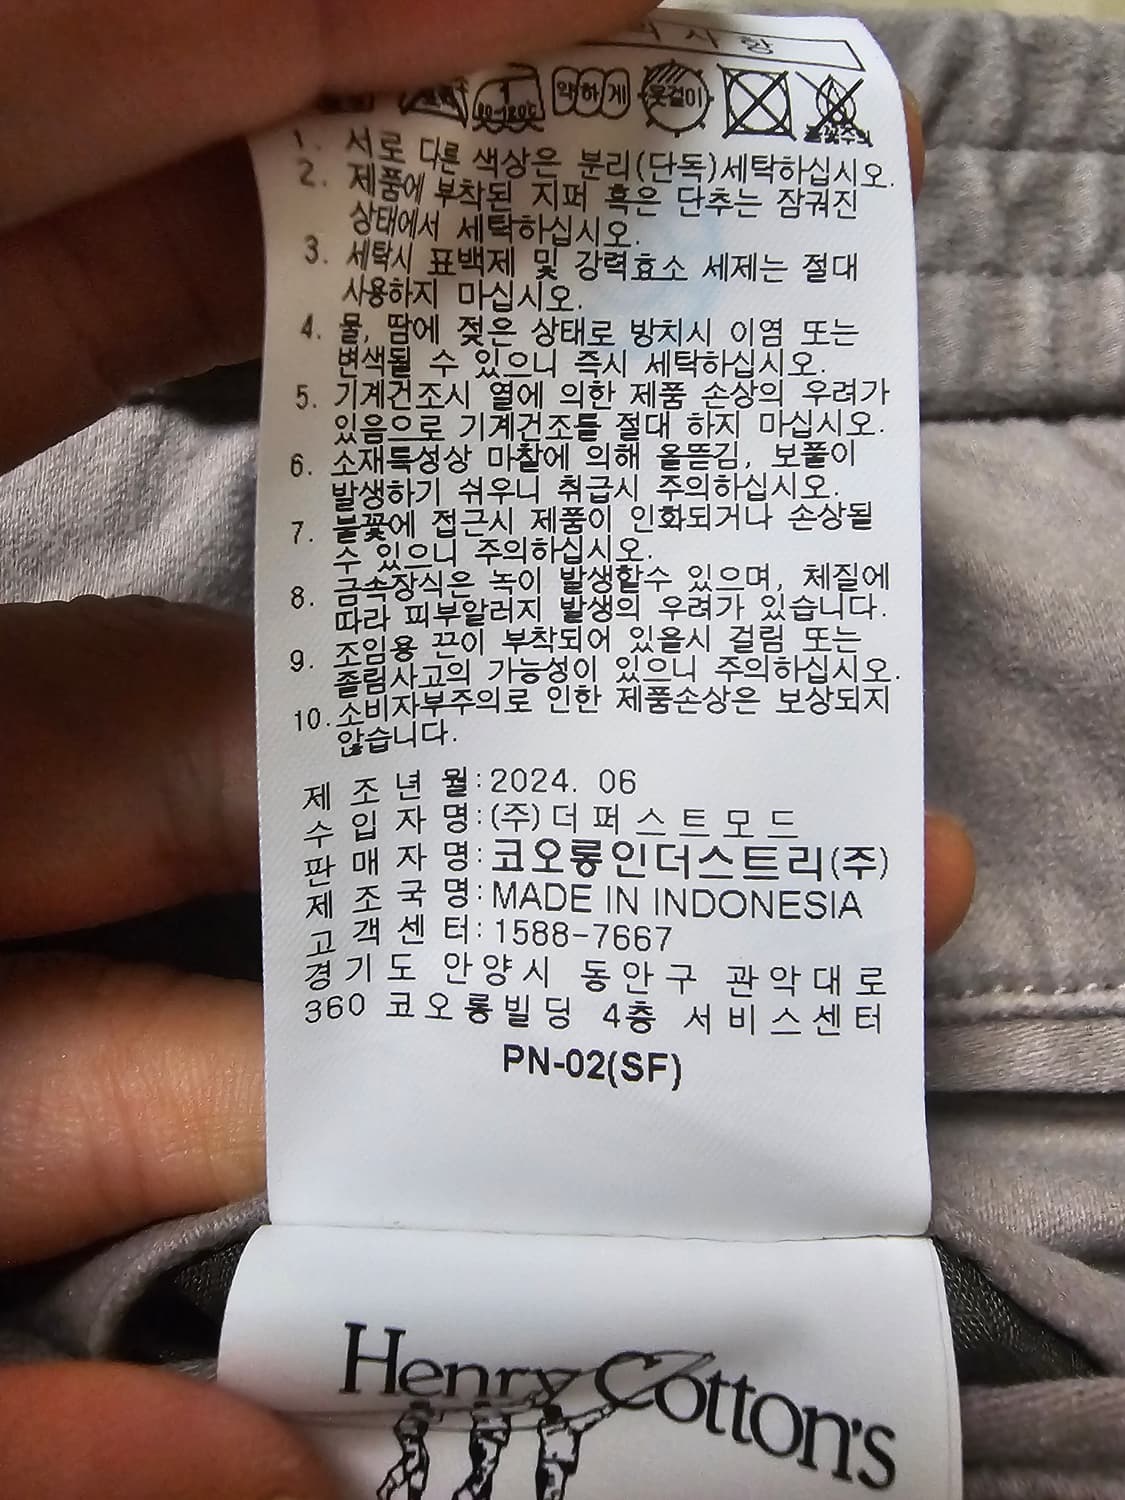 의 사 항
80~120℃ 약하게 옷걸이 불꽃주의
1. 서로 다른 색상은 분리(단독)세탁하십시오.
2. 제품에 부착된 지퍼 혹은 단추는 잠궈진
상태에서 세탁하십시오.
3. 세탁시 표백제 및 강력효소 세제는 절대
사용하지 마십시오.
4. 물, 땀에 젖은 상태로 방치시 이염 또는
변색될 수 있으니 즉시 세탁하십시오.
5. 기계건조시 열에 의한 제품 손상의 우려가
있음으로 기계건조를 절대 하지 마십시오.
6. 소재특성상 마찰에 의해 올뜯김, 보풀이
발생하기 쉬우니 취급시 주의하십시오.
7. 불꽃에 접근시 제품이 인화되거나 손상될
수 있으니 주의하십시오.
8. 금속장식은 녹이 발생할수 있으며, 체질에
따라 피부알러지 발생의 우려가 있습니다.
9. 조임용 끈이 부착되어 있을시 걸림 또는
졸림사고의 가능성이 있으니 주의하십시오.
10. 소비자부주의로 인한 제품손상은 보상되지
않습니다.
제 조 년 월: 2024. 06
수 입 자 명: (주)더퍼스트모드
판 매 자 명: 코오롱인더스트리(주)
제 조 국 명: MADE IN INDONESIA
고 객 센 터: 1588-7667
경기도 안양시 동안구 관악대로
360 코오롱빌딩 4층 서비스센터
PN-02(SF)
Henry Cotton's